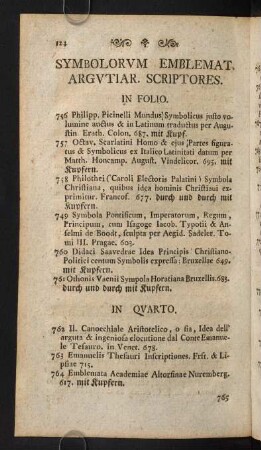 124
SYMBOLORVM EMBLEMAT.
ARGVTIAR. SCRIPTORES.
IN FOLIO.
756 Philipp. Picinelli Mundus Symbolicus justo vo-
lumine auctus & in Latinum traductus per Augu-
stin Erath. Colon. 687. mit Kupf.
757 Octav. Scarlatini Homo & ejus Partes figura-
tus & Symbolicus ex Italico Latinitati datum per
Matth. Honcamp. August. Vindelicor. 695. mit
Kupfern.
758 Philothei (Caroli Electoris Palatini) Symbola
Christiana, quibus idea hominis Christiani ex-
primitur. Francof. 677. durch und durch mit
Kupfern.
749 Symbola Pontificum, Imperatorum, Regum,
Principum, cum Isagoge Jacob. Typotii & An-
selmi de Boodt, sculpta per Aegid. Sadeler. Tomi
III. Pragae. 603.
760 Didaci Saavedrae Idea Principis Christiano-
Politici centum Symbolis expressa: Bruxellae 649.
mit Kupfern.
761 Othonis Vaenii Symbola Horatiana Bruxellis. 683.
durch und durch mit Kupfern.
IN QVARTO.
762 Il. Canocchiale Aristotelico, o sia, Idea dell'
arguta & ingeniosa elocutione dal Conte Emanue-
le Tesauro. in Venet. 678.
763 Emanuelis Thesauri Inscriptiones. Frft. & Li-
psiae 715.
764 Emblemata Academiae Altorfinae Nuremberg.
617. mit Kupfern.
765